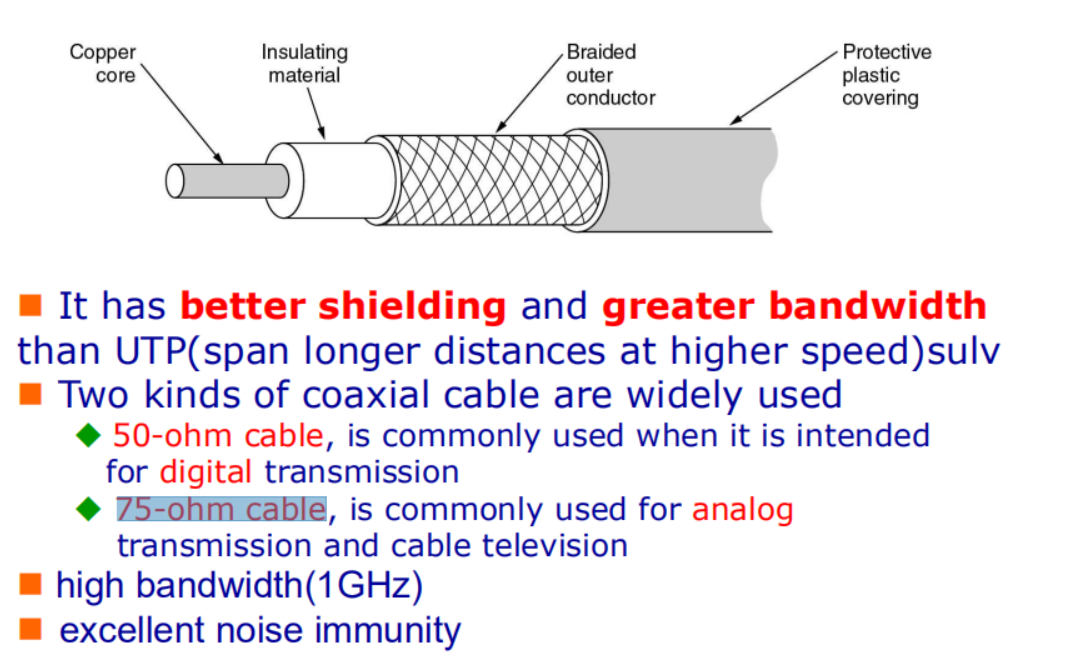 Copper
core
Insulating
material
Braided
outer
conductor
Protective
plastic
covering
It has better shielding and greater bandwidth
than UTP(span longer distances at higher speed)sulv
Two kinds of coaxial cable are widely used
50-ohm cable, is commonly used when it is intended
for digital transmission
75-ohm cable, is commonly used for analog
transmission and cable television
high bandwidth(1GHz)
excellent noise immunity